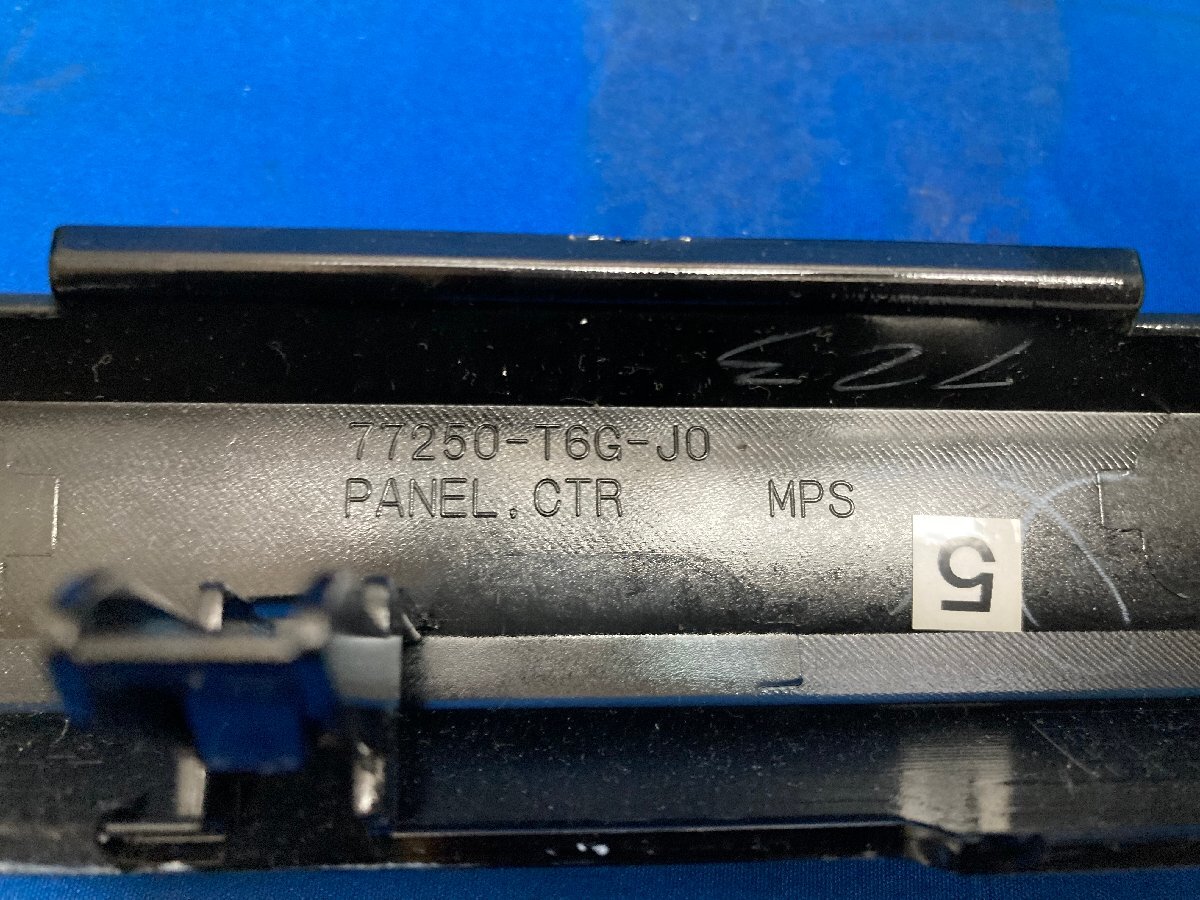 77250-T6G-J0
PANEL, CTR MPS
5